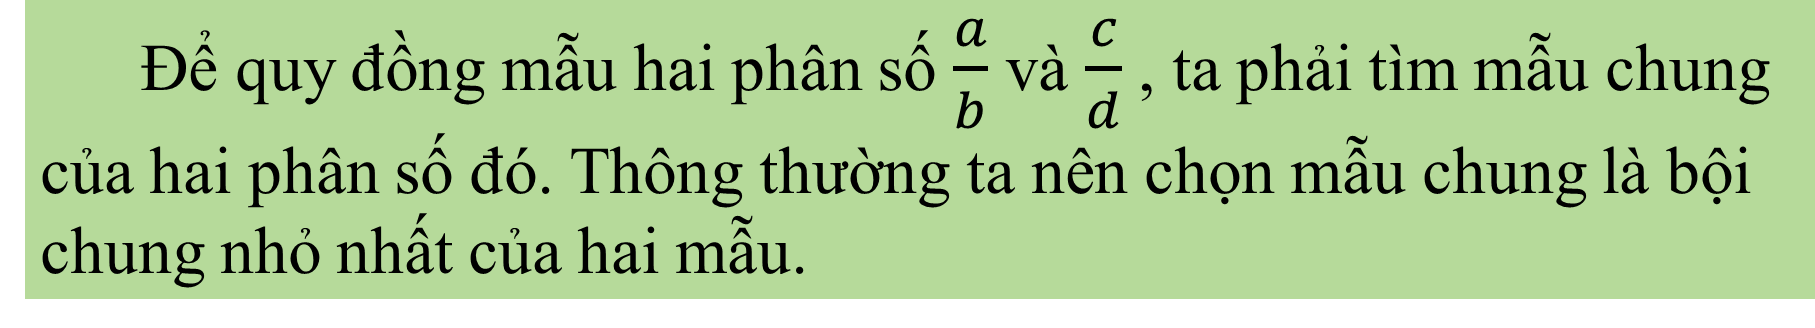 Để quy đồng mẫu hai phân số a/b và c/d , ta phải tìm mẫu chung
của hai phân số đó. Thông thường ta nên chọn mẫu chung là bội
chung nhỏ nhất của hai mẫu.